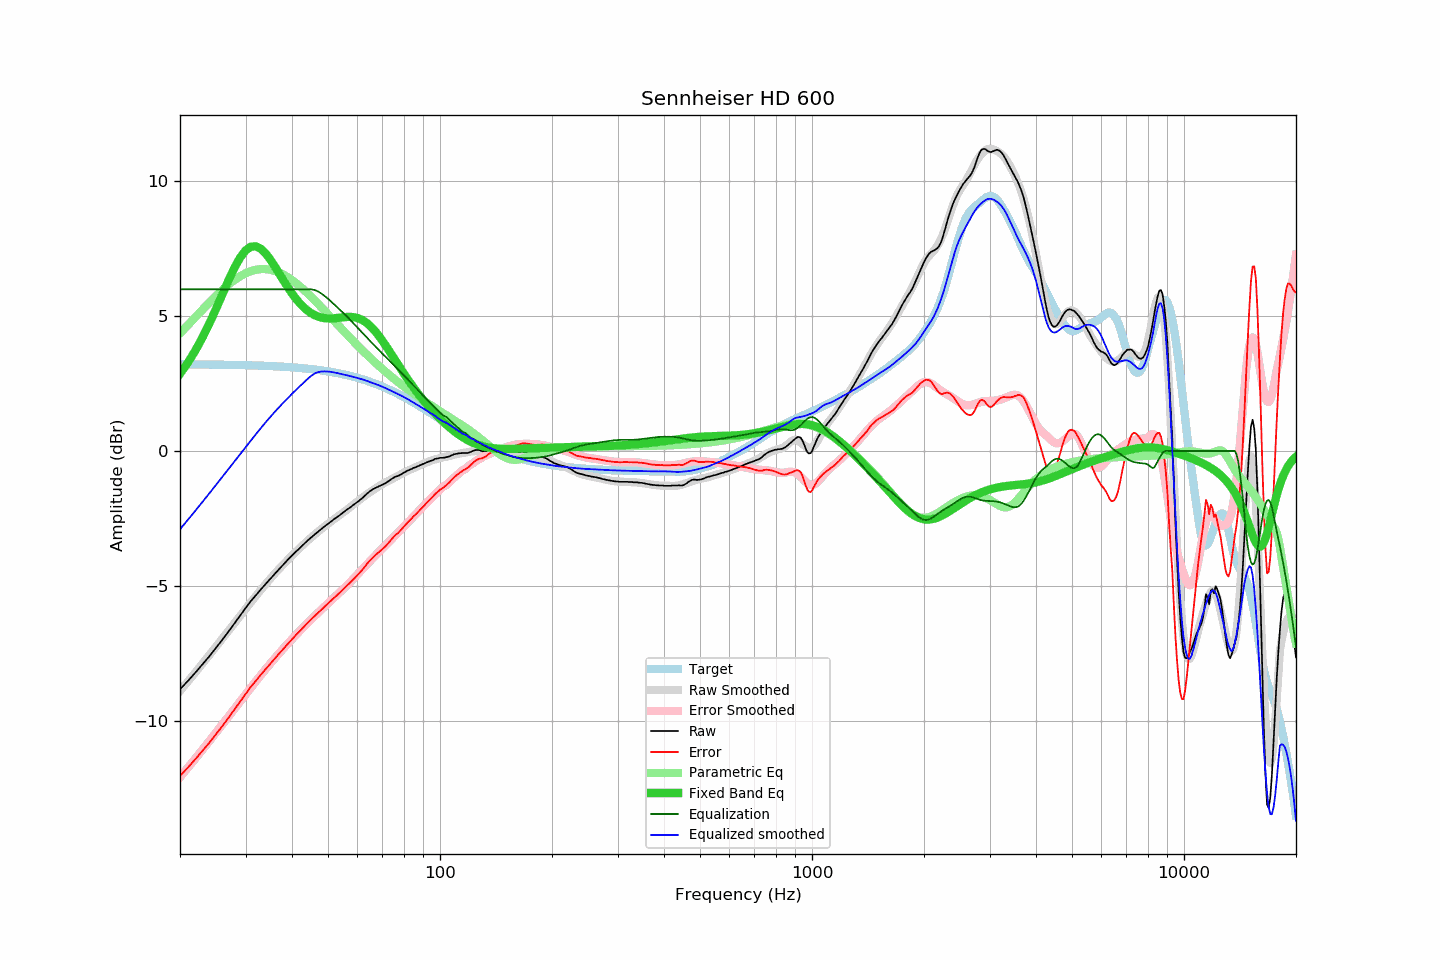 Sennheiser HD 600
Amplitude (dBr)
10
5
0
−5
−10
Target
Raw Smoothed
Error Smoothed
Raw
Error
Parametric Eq
Fixed Band Eq
Equalization
Equalized smoothed
100 1000 10000
Frequency (Hz)